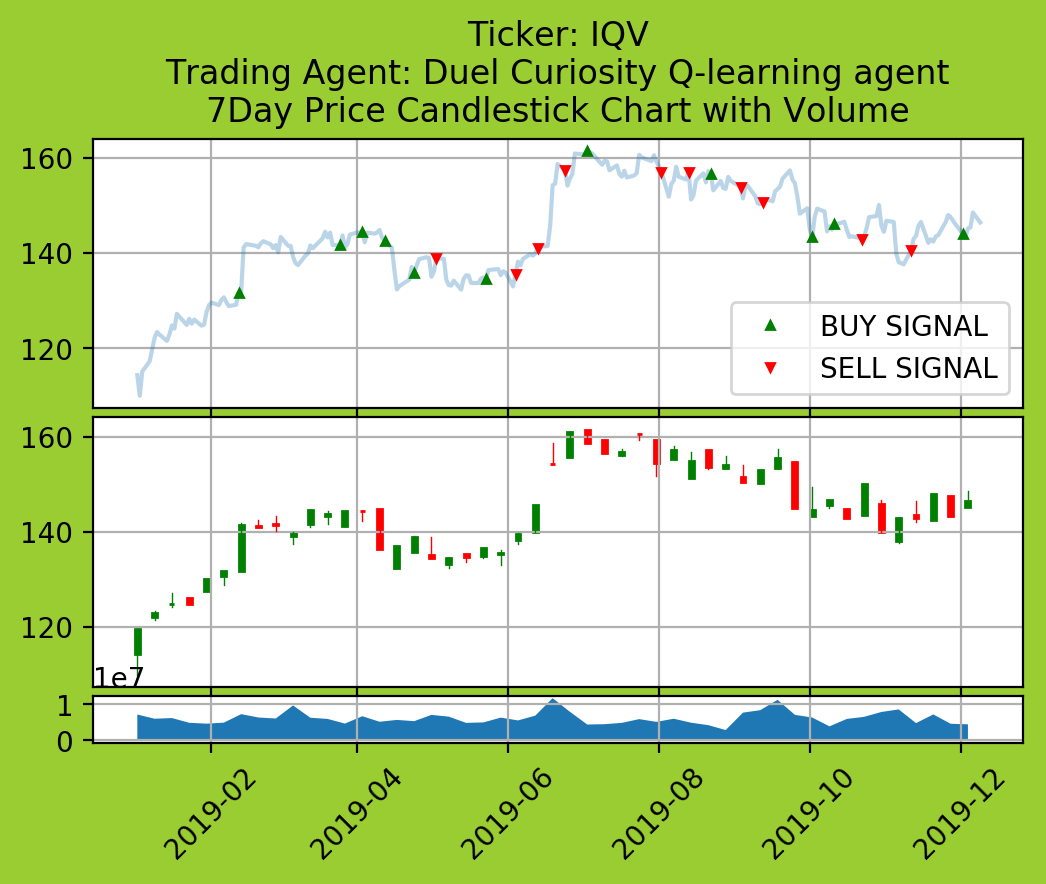 Ticker: IQV
Trading Agent: Duel Curiosity Q-learning agent
7Day Price Candlestick Chart with Volume
160
140
120
BUY SIGNAL
SELL SIGNAL
160
140
120
1e7
1
0
2019-02
2019-04
2019-06
2019-08
2019-10
2019-12